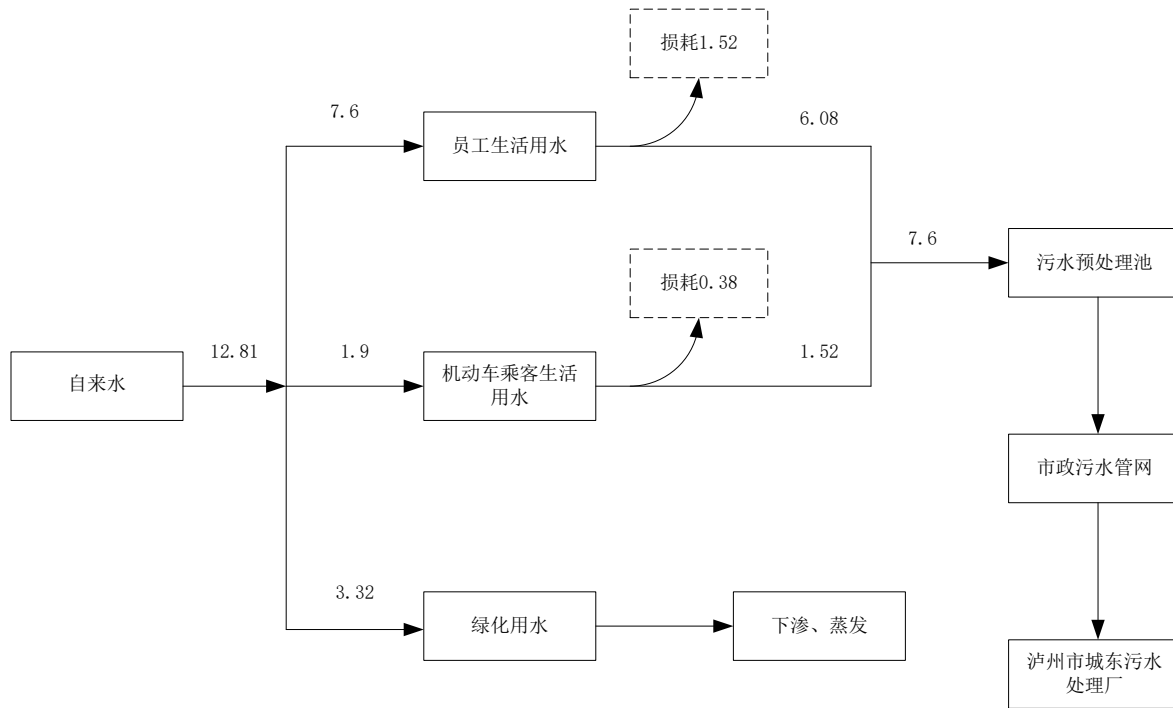 损耗1.52
7.6
员工生活用水
6.08
7.6
污水预处理池
损耗0.38
自来水
12.81
1.9
机动车乘客生活
用水
1.52
市政污水管网
3.32
绿化用水
下渗、蒸发
泸州市城东污水
处理厂